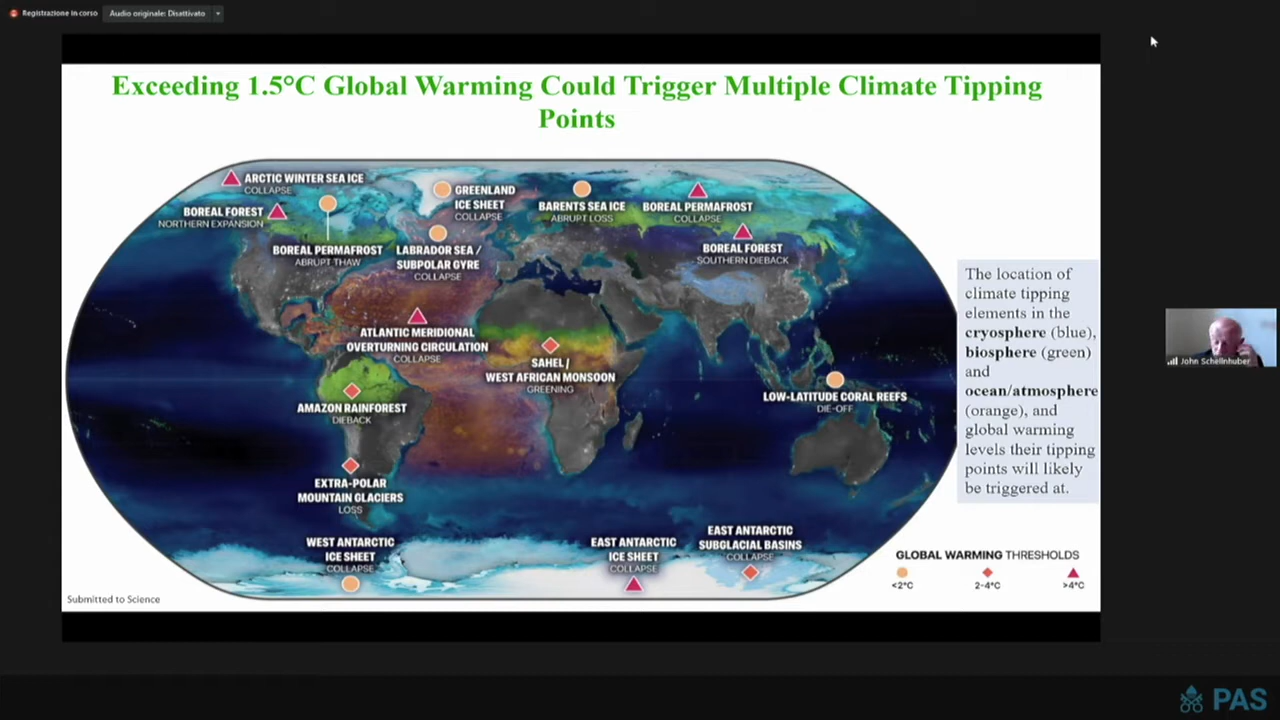 Registrazione in corso
Audio originale: Disattivato
Exceeding 1.5°C Global Warming Could Trigger Multiple Climate Tipping
Points
ARCTIC WINTER SEA ICE
COLLAPSE
BOREAL FOREST
NORTHERN EXPANSION
BOREAL PERMAFROST
ABRUPT THAW
GREENLAND
ICE SHEET
COLLAPSE
LABRADOR SEA /
SUBPOLAR GYRE
COLLAPSE
BARENTS SEA ICE
ABRUPT LOSS
BOREAL PERMAFROST
COLLAPSE
BOREAL FOREST
SOUTHERN DIEBACK
ATLANTIC MERIDIONAL
OVERTURNING CIRCULATION
COLLAPSE
SAHEL /
WEST AFRICAN MONSOON
GREENING
AMAZON RAINFOREST
DIEBACK
LOW-LATITUDE CORAL REEFS
DIE-OFF
EXTRA-POLAR
MOUNTAIN GLACIERS
LOSS
WEST ANTARCTIC
ICE SHEET
COLLAPSE
EAST ANTARCTIC
ICE SHEET
COLLAPSE
EAST ANTARCTIC
SUBGLACIAL BASINS
COLLAPSE
The location of
climate tipping
elements in the
cryosphere (blue),
biosphere (green)
and
ocean/atmosphere
(orange), and
global warming
levels their tipping
points will likely
be triggered at.
GLOBAL WARMING THRESHOLDS
<2°C
2-4°C
>4°C
Submitted to Science
John Schellnhuber
PAS